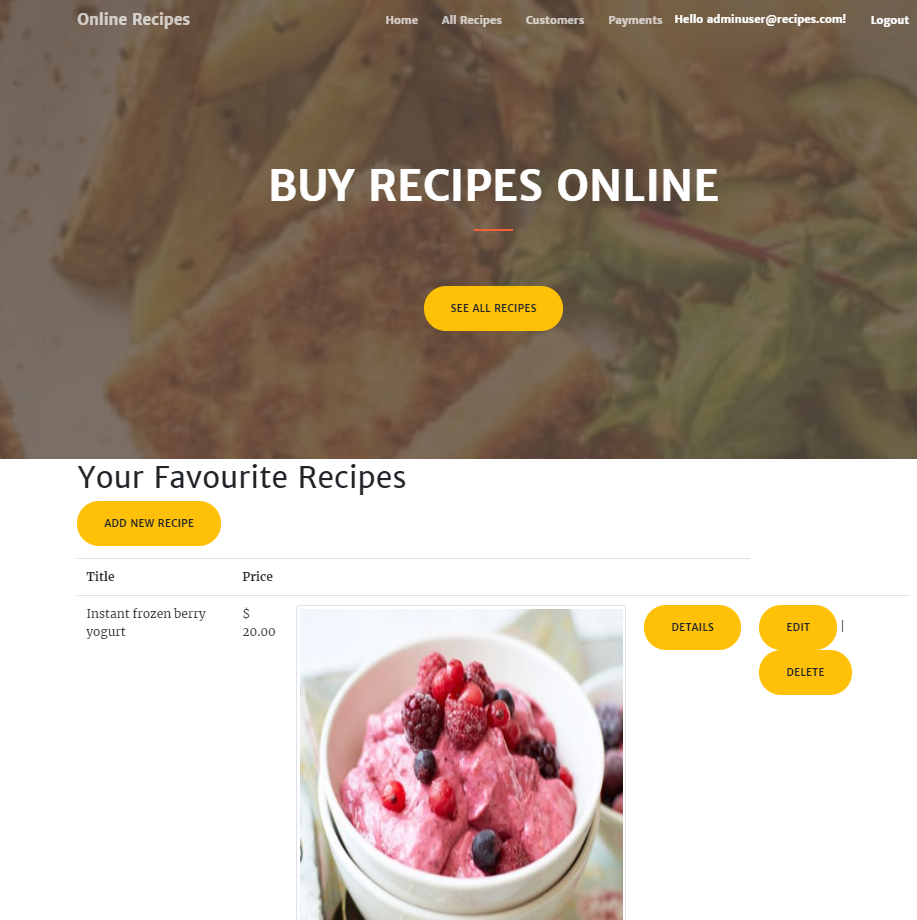 Online Recipes
Home All Recipes Customers Payments Hello adminuser@recipes.com! Logout
BUY RECIPES ONLINE
SEE ALL RECIPES
Your Favourite Recipes
ADD NEW RECIPE
Title Price
Instant frozen berry $ DETAILS EDIT |
yogurt 20.00
DELETE